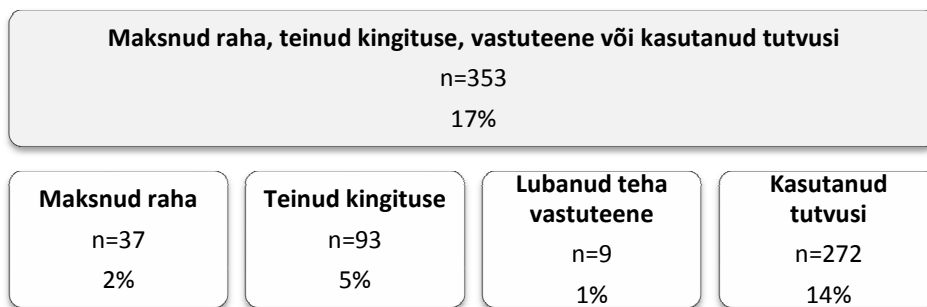 Maksnud raha, teinud kingituse, vastuteene või kasutanud tutvusi
n=353
17%
Maksnud raha
n=37
2%
Teinud kingituse
n=93
5%
Lubanud teha
vastuteene
n=9
1%
Kasutanud
tutvusi
n=272
14%